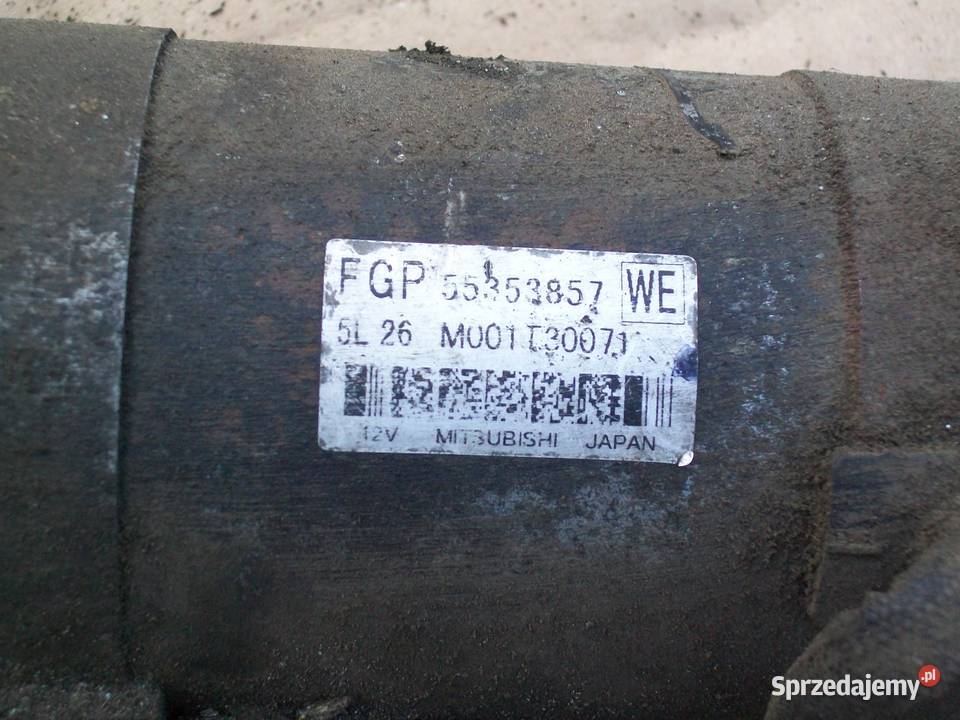 FGP 55353857 WE
5L 26 M001T30071
12V MITSUBISHI JAPAN
Sprzedajemy.pl